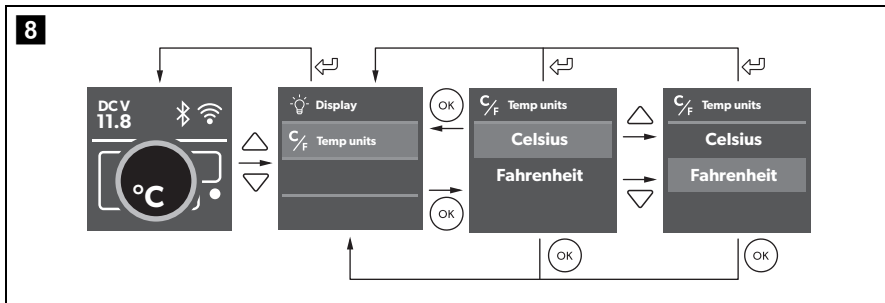 8
DC V
11.8
°C
Display
C/F Temp units
OK
OK
C/F Temp units
Celsius
Fahrenheit
C/F Temp units
Celsius
Fahrenheit
OK
OK